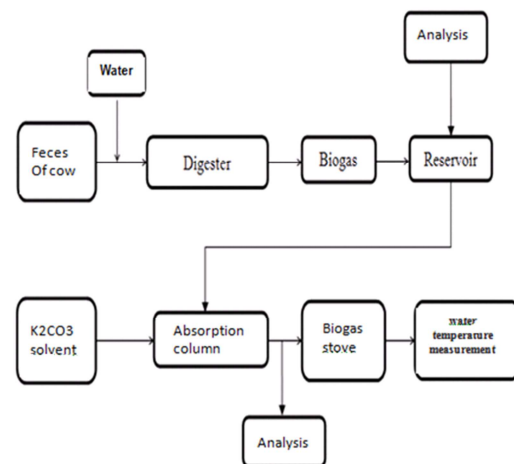 Analysis
Water
Feces
Of cow
Digester
Biogas
Reservoir
K2CO3
solvent
Absorption
column
Biogas
stove
water
temperature
measurement
Analysis